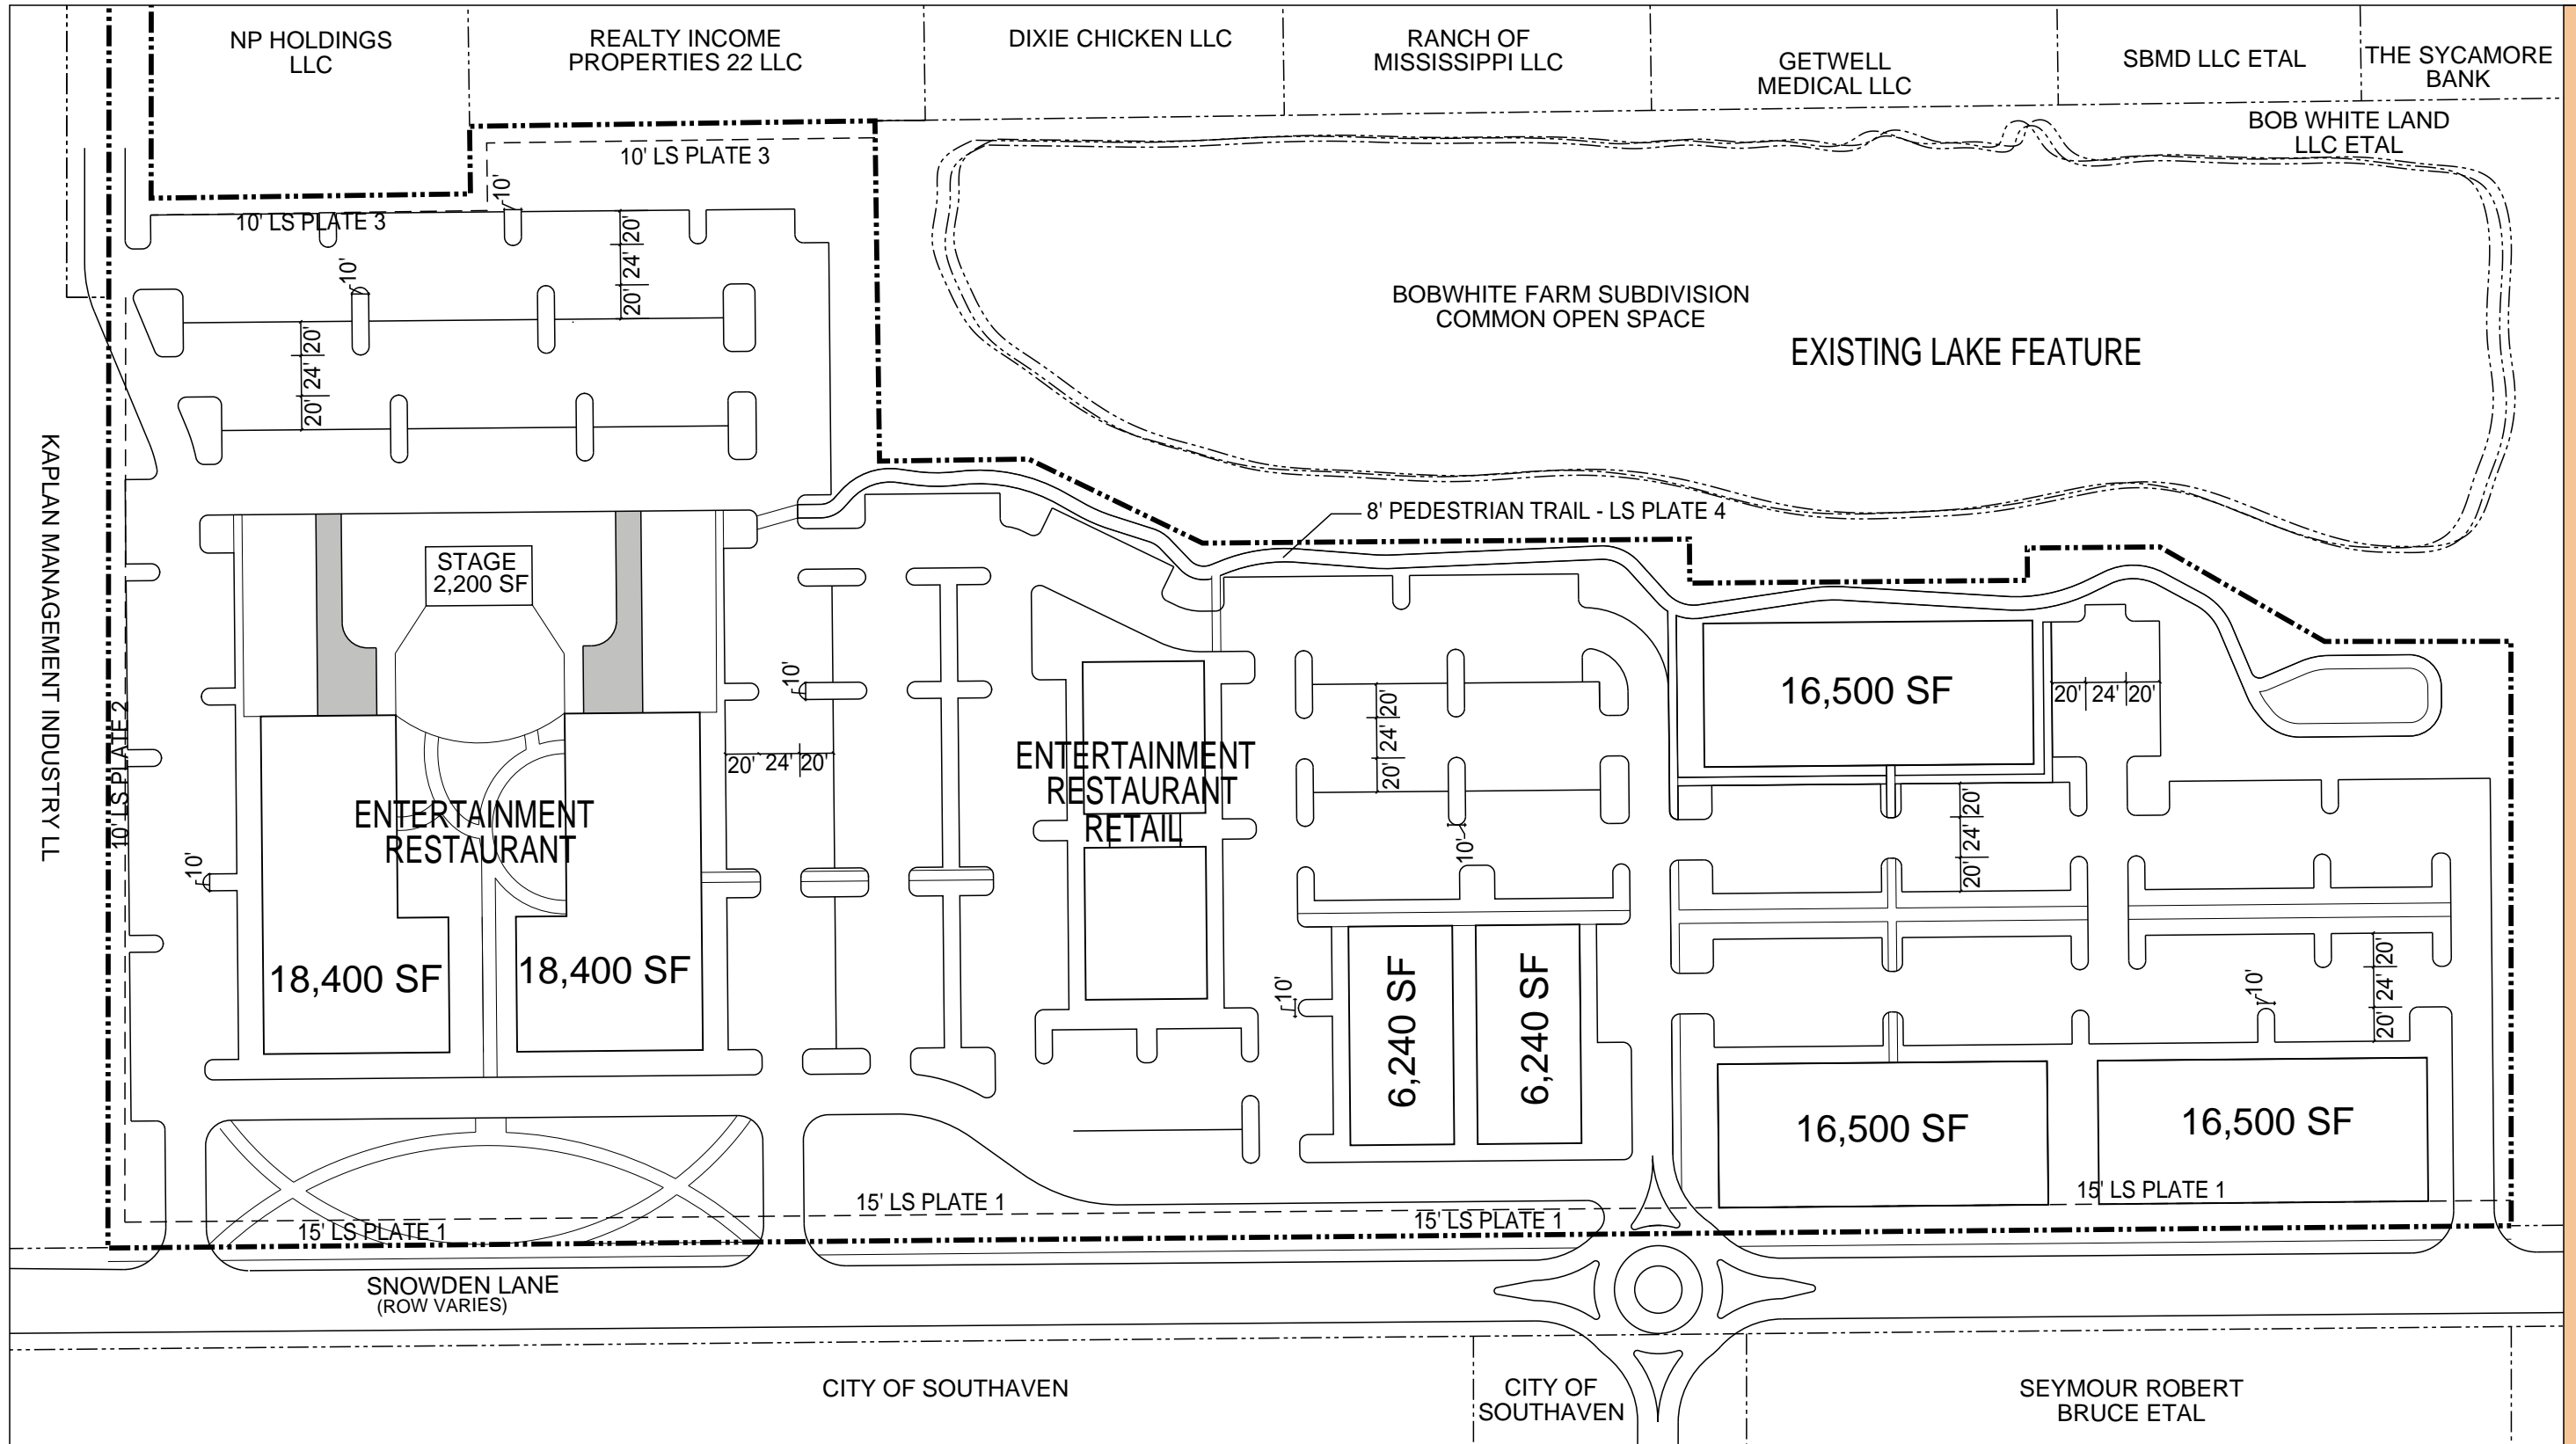 NP HOLDINGS
LLC
REALTY INCOME
PROPERTIES 22 LLC
DIXIE CHICKEN LLC
RANCH OF
MISSISSIPPI LLC
GETWELL
MEDICAL LLC
SBMD LLC ETAL
THE SYCAMORE
BANK
BOB WHITE LAND
LLC ETAL
10' LS PLATE 3
10'
10' LS PLATE 3
20'
24'
20'
10'
20'
24'
20'
BOBWHITE FARM SUBDIVISION
COMMON OPEN SPACE
EXISTING LAKE FEATURE
KAPLAN MANAGEMENT INDUSTRY LL
10' LS PLATE 2
8' PEDESTRIAN TRAIL - LS PLATE 4
STAGE
2,200 SF
10'
20' 24' 20'
ENTERTAINMENT
RESTAURANT
10'
18,400 SF
18,400 SF
ENTERTAINMENT
RESTAURANT
RETAIL
20'
24'
20'
10'
10'
6,240 SF
6,240 SF
16,500 SF
20' 24' 20'
20'
24'
20'
10'
20'
24'
20'
16,500 SF
16,500 SF
15' LS PLATE 1
15' LS PLATE 1
15' LS PLATE 1
15' LS PLATE 1
SNOWDEN LANE
(ROW VARIES)
CITY OF SOUTHAVEN
CITY OF
SOUTHAVEN
SEYMOUR ROBERT
BRUCE ETAL